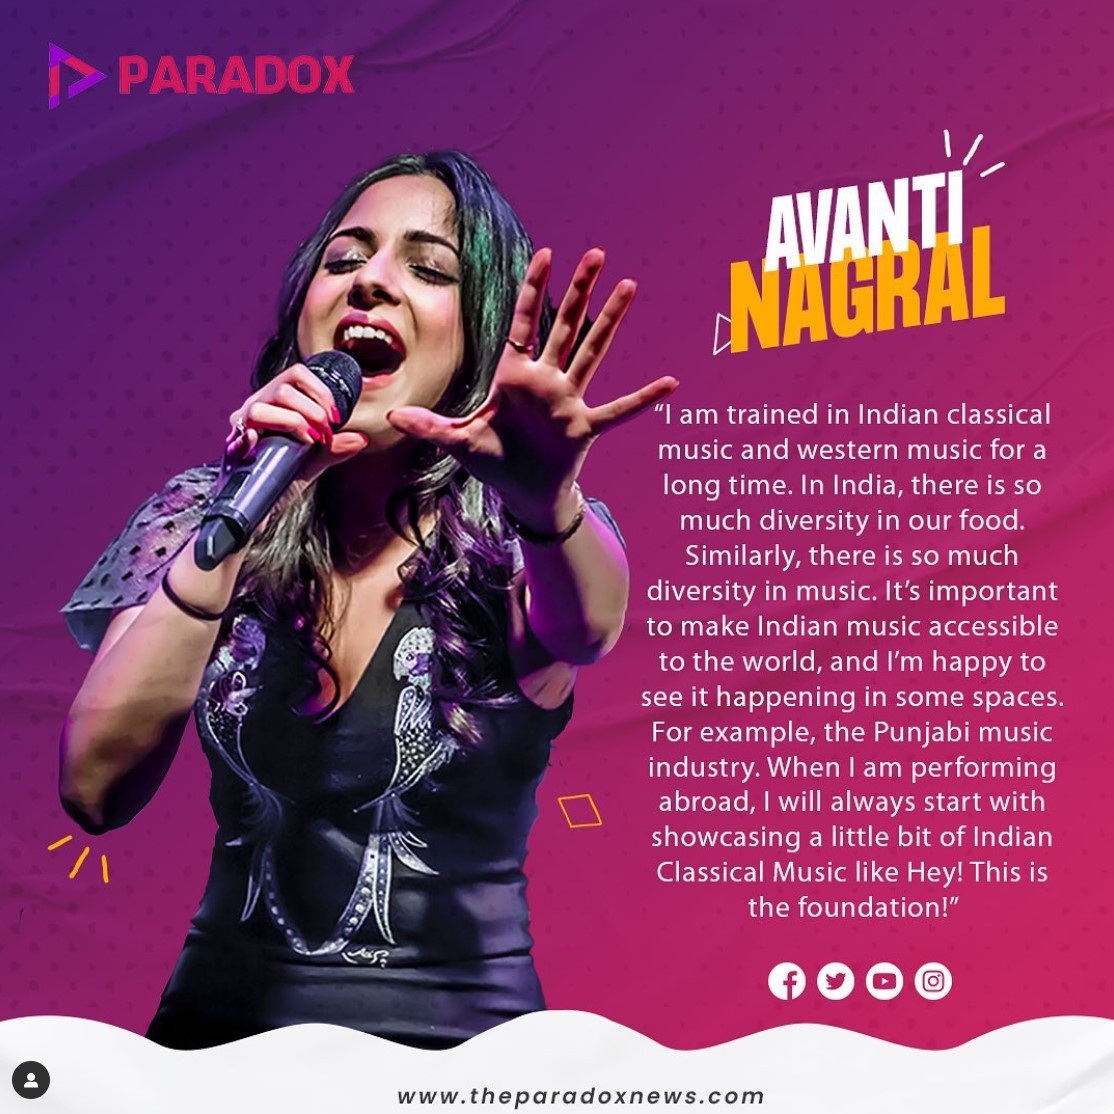 PARADOX
AVANTI
NAGRAL
“I am trained in Indian classical
music and western music for a
long time. In India, there is so
much diversity in our food.
Similarly, there is so much
diversity in music. It’s important
to make Indian music accessible
to the world, and I’m happy to
see it happening in some spaces.
For example, the Punjabi music
industry. When I am performing
abroad, I will always start with
showcasing a little bit of Indian
Classical Music like Hey! This is
the foundation!”
www.theparadoxnews.com